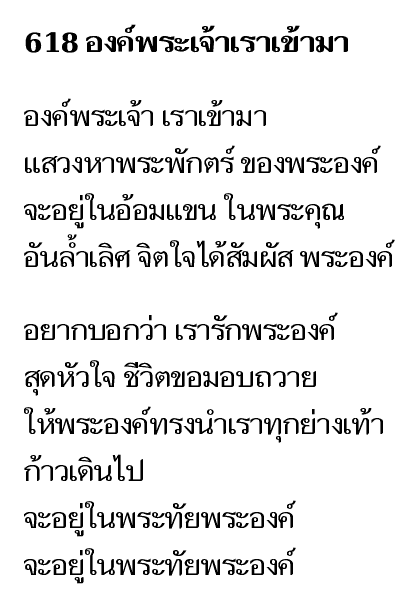 618 องค์พระเจ้าเราเข้ามา
องค์พระเจ้า เราเข้ามา
แสวงหาพระพักตร์ ของพระองค์
จะอยู่ในอ้อมแขน ในพระคุณ
อันล้ำเลิศ จิตใจได้สัมผัส พระองค์
อยากบอกว่า เรารักพระองค์
สุดหัวใจ ชีวิตขอมอบถวาย
ให้พระองค์ทรงนำเราทุกย่างเท้า
ก้าวเดินไป
จะอยู่ในพระทัยพระองค์
จะอยู่ในพระทัยพระองค์